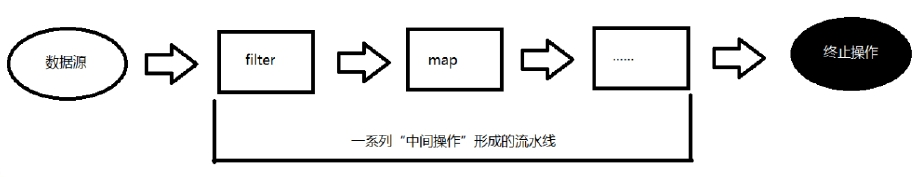 数据源
filter
map
......
终止操作
一系列“中间操作”形成的流水线